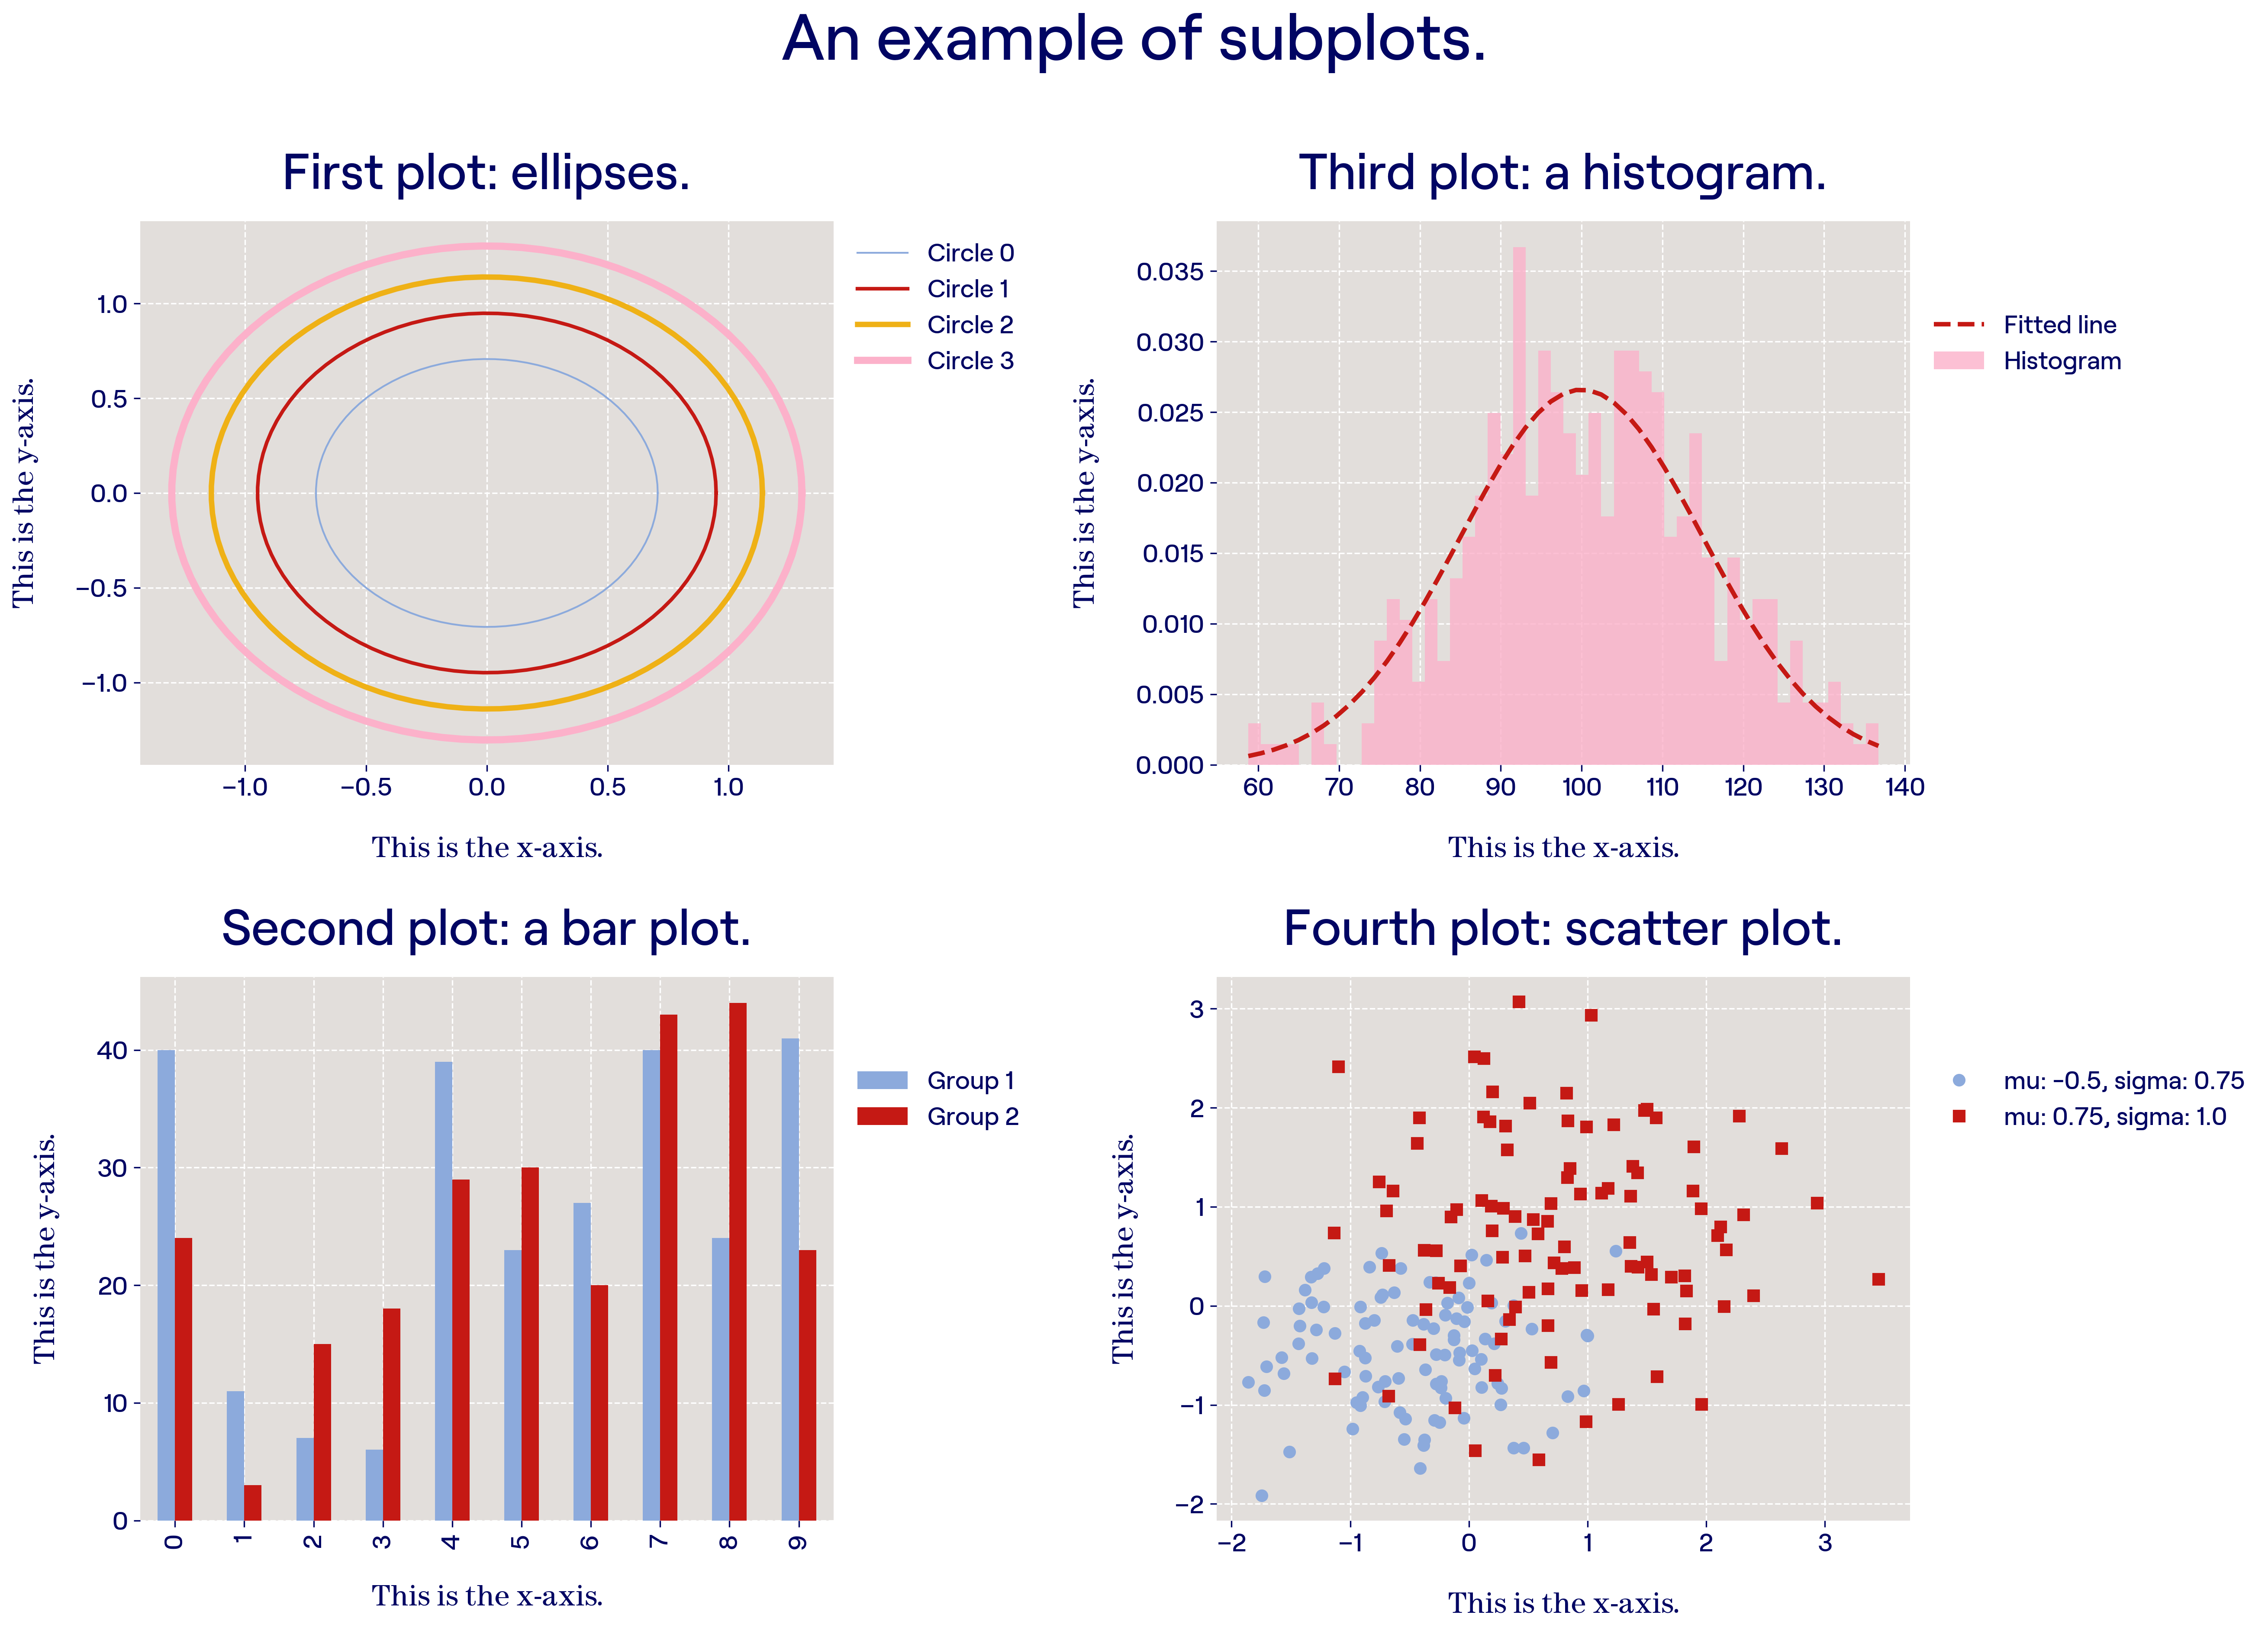 An example of subplots.
First plot: ellipses.
This is the y-axis.
1.0
0.5
0.0
−0.5
−1.0
−1.0 −0.5 0.0 0.5 1.0
This is the x-axis.
Circle 0
Circle 1
Circle 2
Circle 3
Third plot: a histogram.
This is the y-axis.
0.035
0.030
0.025
0.020
0.015
0.010
0.005
0.000
60 70 80 90 100 110 120 130 140
This is the x-axis.
Fitted line
Histogram
Second plot: a bar plot.
This is the y-axis.
40
30
20
10
0
0 1 2 3 4 5 6 7 8 9
This is the x-axis.
Group 1
Group 2
Fourth plot: scatter plot.
This is the y-axis.
3
2
1
0
−1
−2
−2 −1 0 1 2 3
This is the x-axis.
mu: −0.5, sigma: 0.75
mu: 0.75, sigma: 1.0